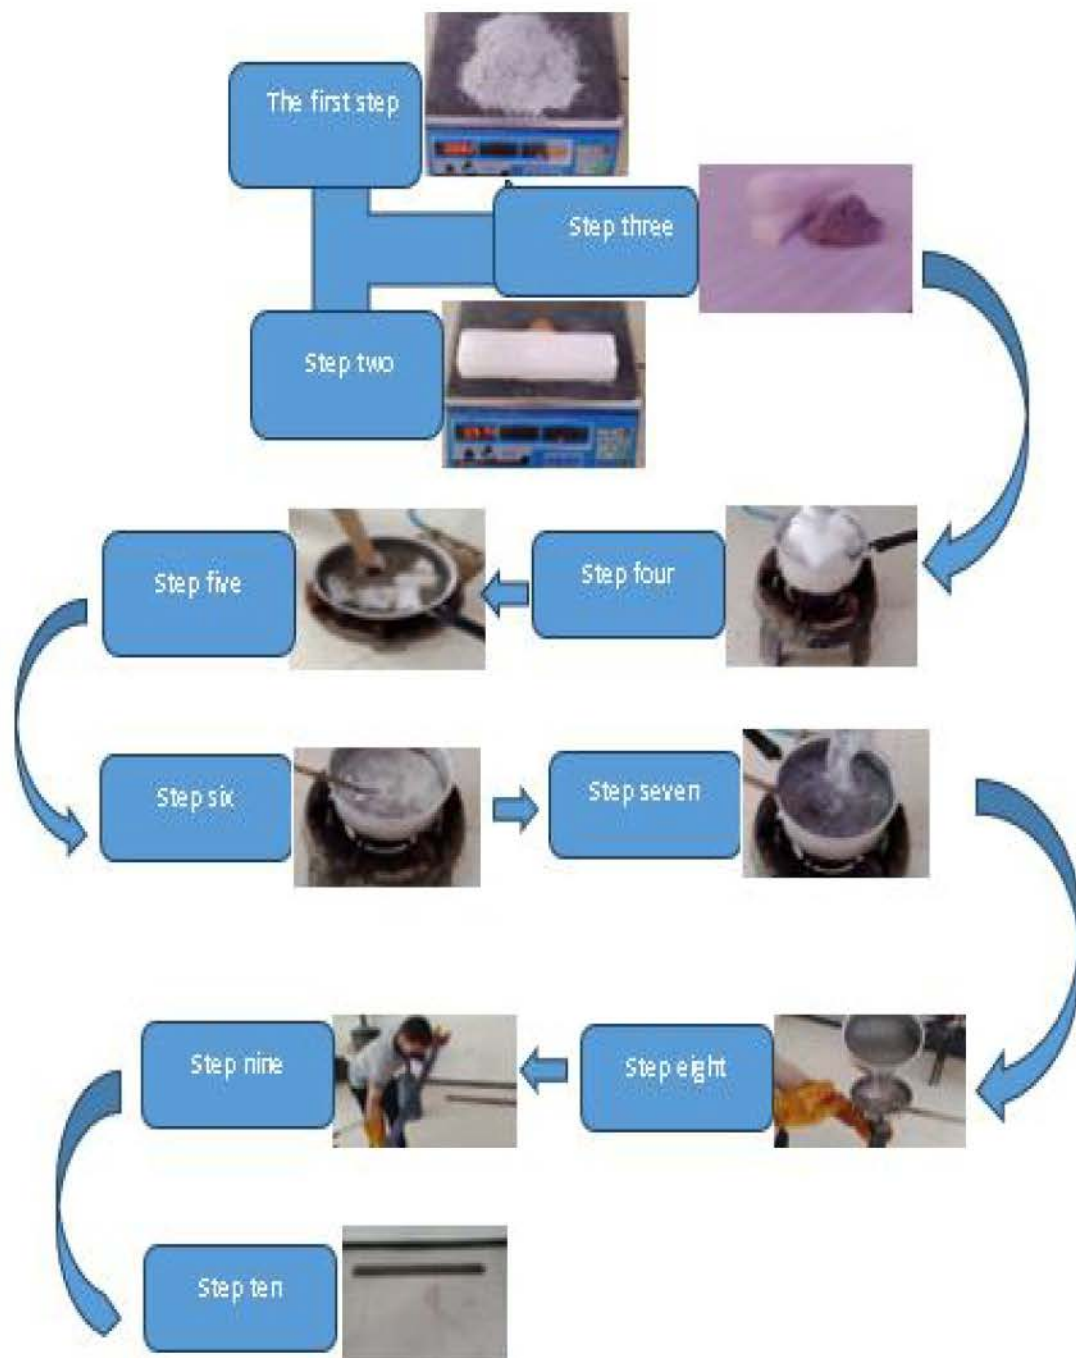 The first step
Step three
Step two
Step five
Step four
Step six
Step seven
Step nine
Step eight
Step ten